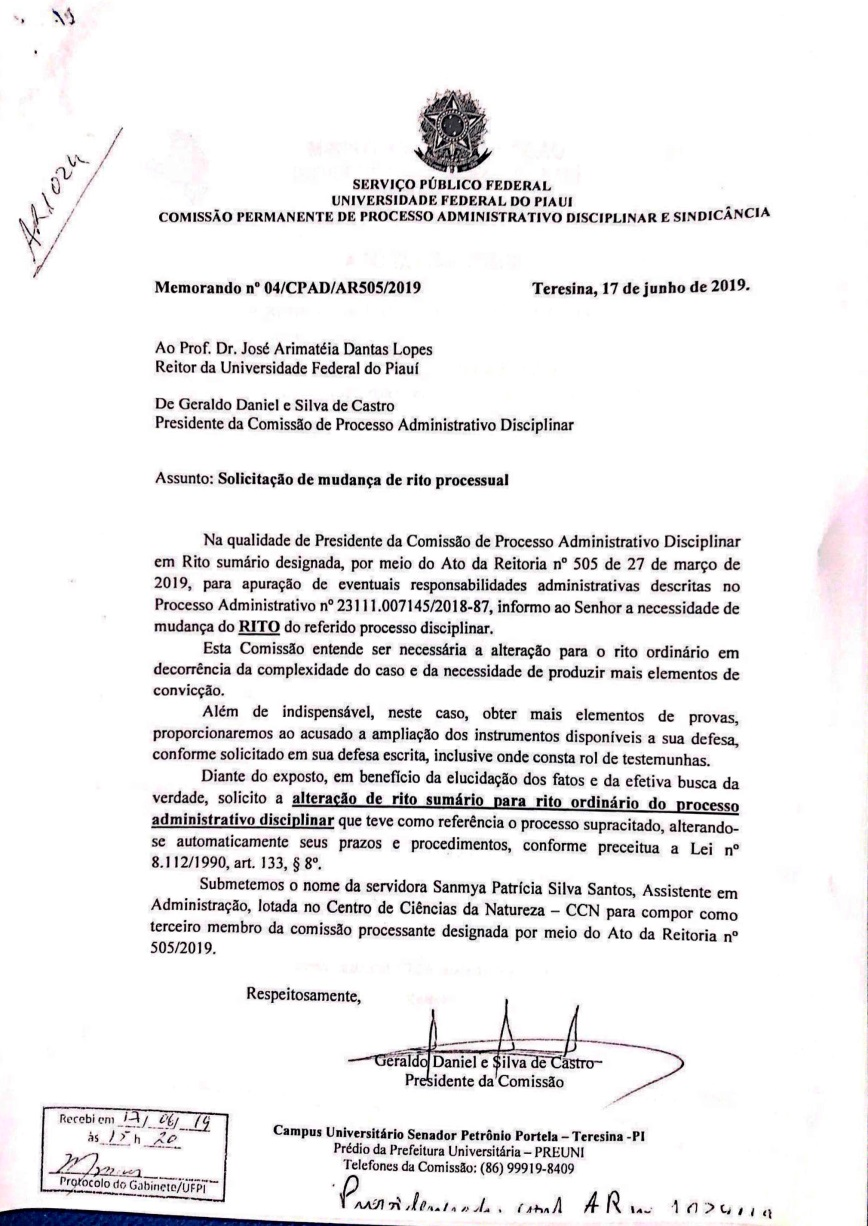 AR1024
SERVIÇO PÚBLICO FEDERAL
UNIVERSIDADE FEDERAL DO PIAUI
COMISSÃO PERMANENTE DE PROCESSO ADMINISTRATIVO DISCIPLINAR E SINDICÂNCIA
Memorando nº 04/CPAD/AR505/2019 Teresina, 17 de junho de 2019.
Ao Prof. Dr. José Arimatéia Dantas Lopes
Reitor da Universidade Federal do Piauí
De Geraldo Daniel e Silva de Castro
Presidente da Comissão de Processo Administrativo Disciplinar
Assunto: Solicitação de mudança de rito processual
Na qualidade de Presidente da Comissão de Processo Administrativo Disciplinar
em Rito sumário designada, por meio do Ato da Reitoria nº 505 de 27 de março de
2019, para apuração de eventuais responsabilidades administrativas descritas no
Processo Administrativo nº 23111.007145/2018-87, informo ao Senhor a necessidade de
mudança do RITO do referido processo disciplinar.
Esta Comissão entende ser necessária a alteração para o rito ordinário em
decorrência da complexidade do caso e da necessidade de produzir mais elementos de
convicção.
Além de indispensável, neste caso, obter mais elementos de provas,
proporcionaremos ao acusado a ampliação dos instrumentos disponíveis a sua defesa,
conforme solicitado em sua defesa escrita, inclusive onde consta rol de testemunhas.
Diante do exposto, em benefício da elucidação dos fatos e da efetiva busca da
verdade, solicito a alteração de rito sumário para rito ordinário do processo
administrativo disciplinar que teve como referência o processo supracitado, alterando-
se automaticamente seus prazos e procedimentos, conforme preceitua a Lei nº
8.112/1990, art. 133, § 8º.
Submetemos o nome da servidora Sanmya Patrícia Silva Santos, Assistente em
Administração, lotada no Centro de Ciências da Natureza – CCN para compor como
terceiro membro da comissão processante designada por meio do Ato da Reitoria nº
505/2019.
Respeitosamente,
Geraldo Daniel e Silva de Castro
Presidente da Comissão
Recebi em 17/06/19
às 15 h 20
Protocolo do Gabinete/UFPI
Campus Universitário Senador Petrônio Portela – Teresina -PI
Prédio da Prefeitura Universitária – PREUNI
Telefones da Comissão: (86) 99919-8409
AR